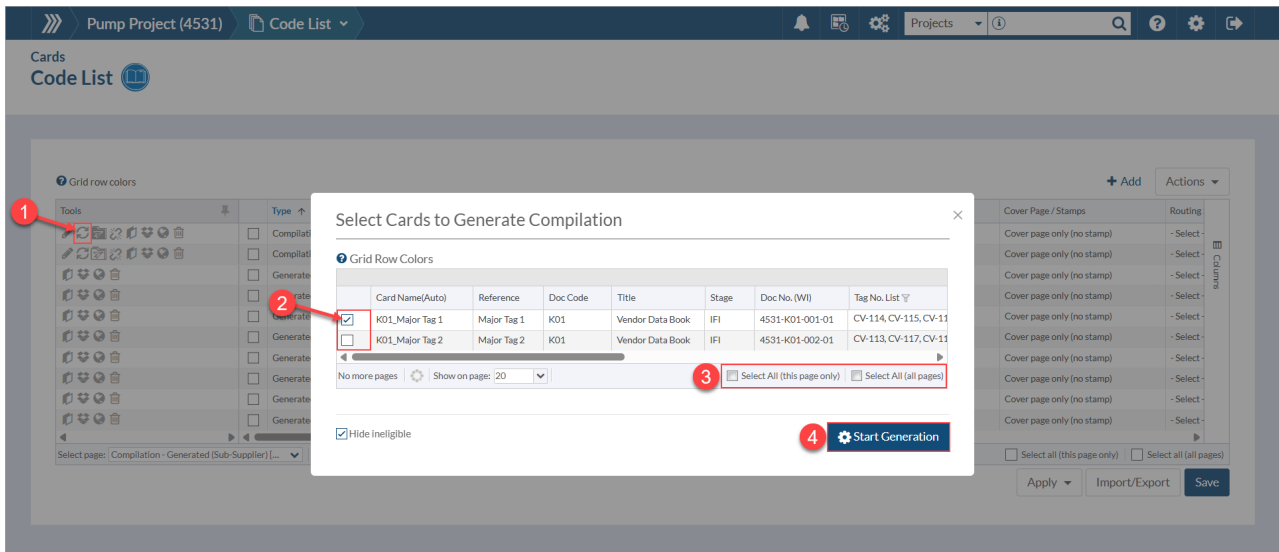 Pump Project (4531)
Code List
Projects
Cards
Code List
Grid row colors
+ Add
Actions
Tools
Type ↑
Cover Page / Stamps
Routing
1
Compilati
Cover page only (no stamp)
- Select -
Compilati
Cover page only (no stamp)
- Select -
Generate
Cover page only (no stamp)
- Select -
Cover page only (no stamp)
- Select -
Generate
Cover page only (no stamp)
- Select -
Generate
Cover page only (no stamp)
- Select -
Generate
Cover page only (no stamp)
- Select -
Generate
Cover page only (no stamp)
- Select -
Generate
Cover page only (no stamp)
- Select -
Generate
Cover page only (no stamp)
- Select -
Columns
Select Cards to Generate Compilation
Grid Row Colors
Card Name(Auto)
Reference
Doc Code
Title
Stage
Doc No. (WI)
Tag No. List
2
K01_Major Tag 1
Major Tag 1
K01
Vendor Data Book
IFI
4531-K01-001-01
CV-114, CV-115, CV-11
K01_Major Tag 2
Major Tag 2
K01
Vendor Data Book
IFI
4531-K01-002-01
CV-113, CV-117, CV-11
No more pages
Show on page: 20
3
Select All (this page only)
Select All (all pages)
Hide ineligible
4
Start Generation
Select page: Compilation - Generated (Sub-Supplier) [...
Select all (this page only)
Select all (all pages)
Apply
Import/Export
Save